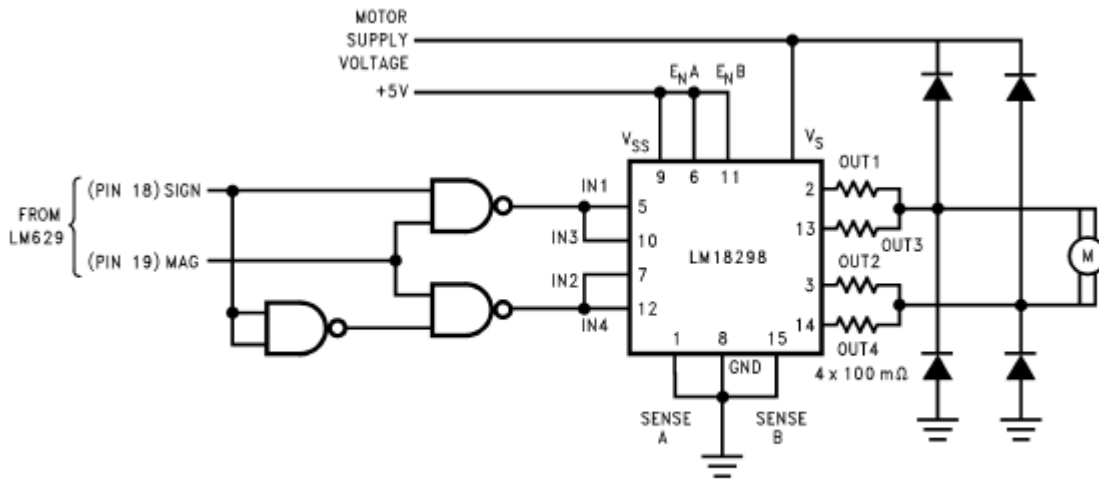 MOTOR
SUPPLY
VOLTAGE
+5V
ENA
ENB
VSS
VS
9
6
11
OUT1
2
(PIN 18) SIGN
IN1
5
FROM
LM629
13
OUT3
IN3
10
(PIN 19) MAG
LM18298
M
IN2
7
OUT2
3
12
IN4
14
1
8
15
OUT4
GND
4 x 100 mΩ
SENSE
A
SENSE
B